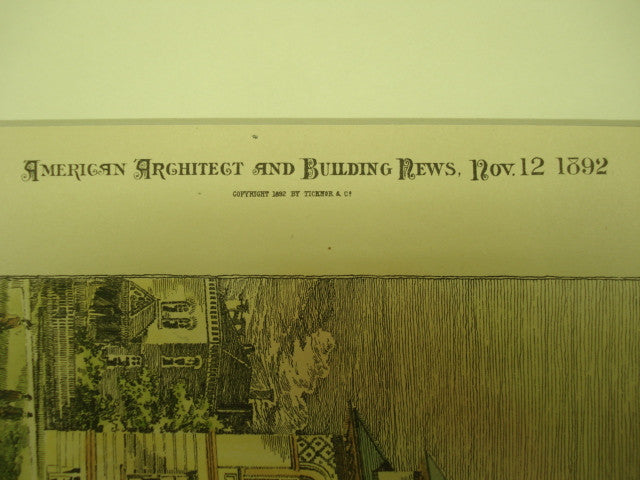 American Architect and Building News, Nov. 12 1892
COPYRIGHT 1892 BY TICKNOR & Co